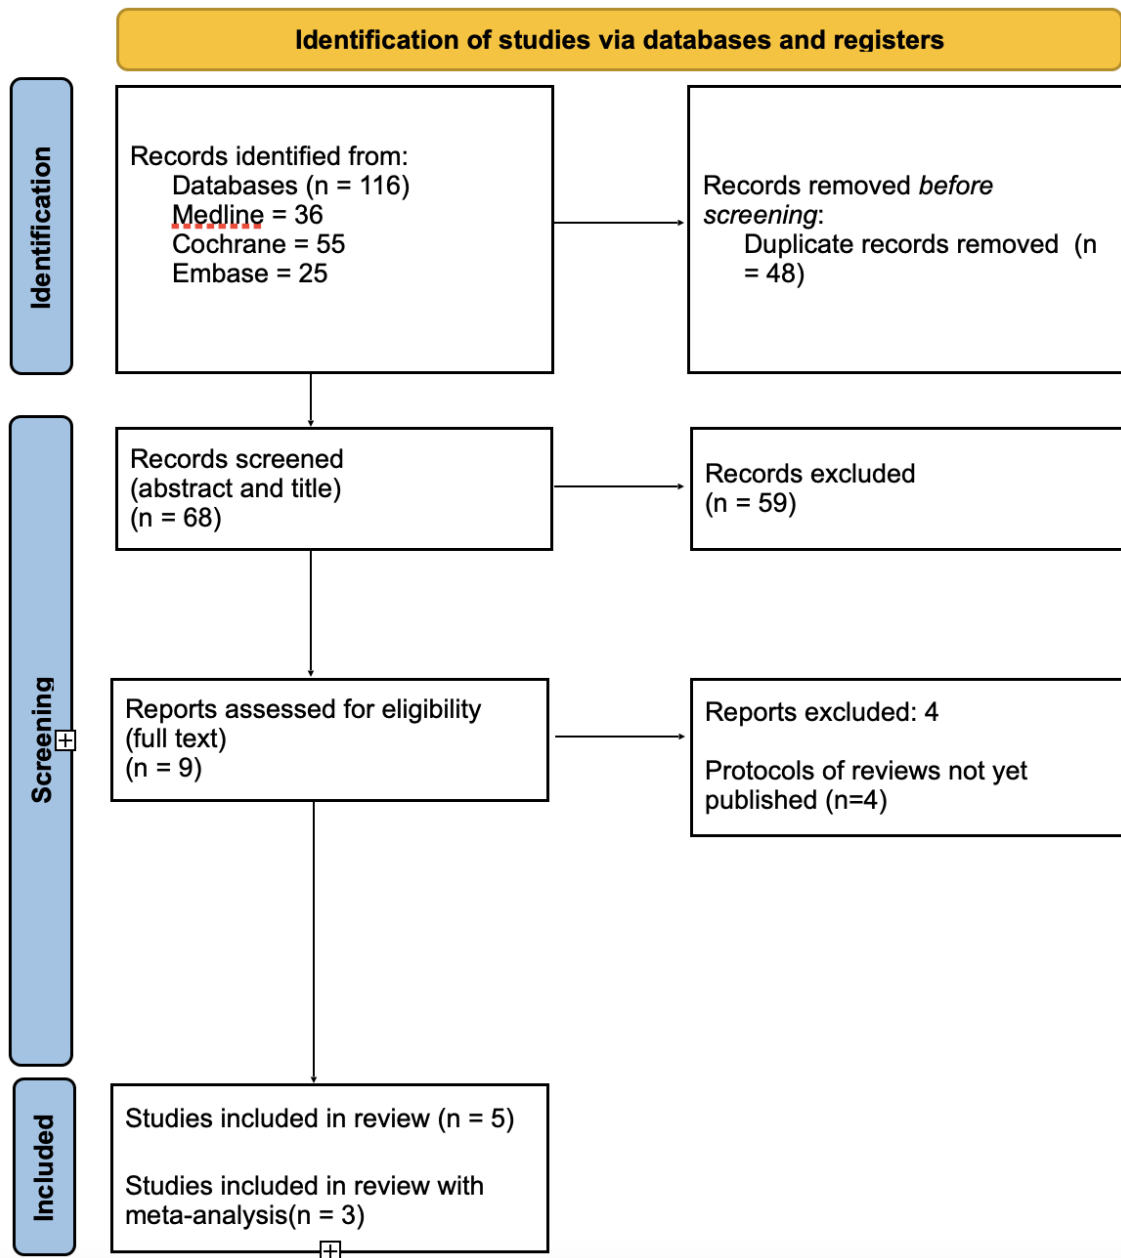 Identification of studies via databases and registers
Identification
Records identified from:
Databases (n = 116)
Medline = 36
Cochrane = 55
Embase = 25
Records removed before
screening:
Duplicate records removed  (n
= 48)
Screening
Records screened
(abstract and title)
(n = 68)
Records excluded
(n = 59)
Reports assessed for eligibility
(full text)
(n = 9)
Reports excluded: 4
Protocols of reviews not yet
published (n=4)
Included
Studies included in review (n = 5)
Studies included in review with
meta-analysis(n = 3)